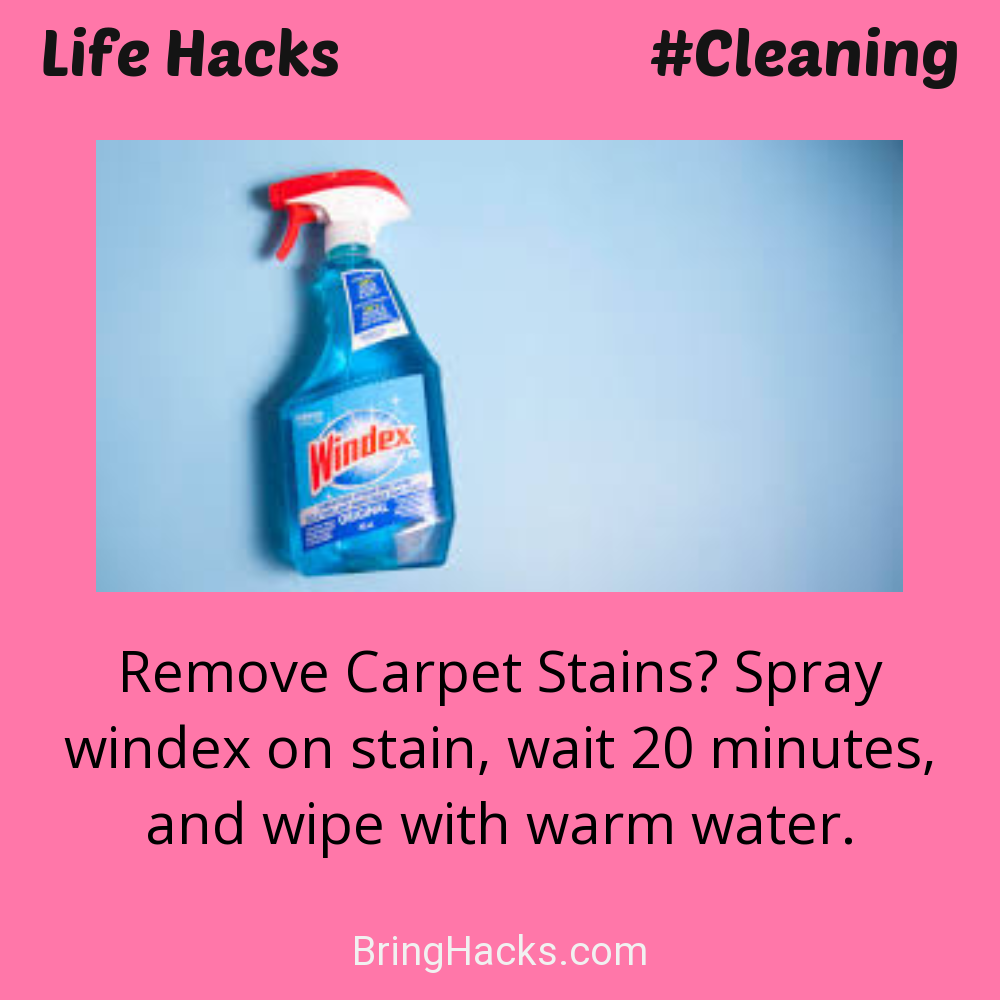 Life Hacks #Cleaning
Windex
ORIGINAL
Remove Carpet Stains? Spray
windex on stain, wait 20 minutes,
and wipe with warm water.
BringHacks.com